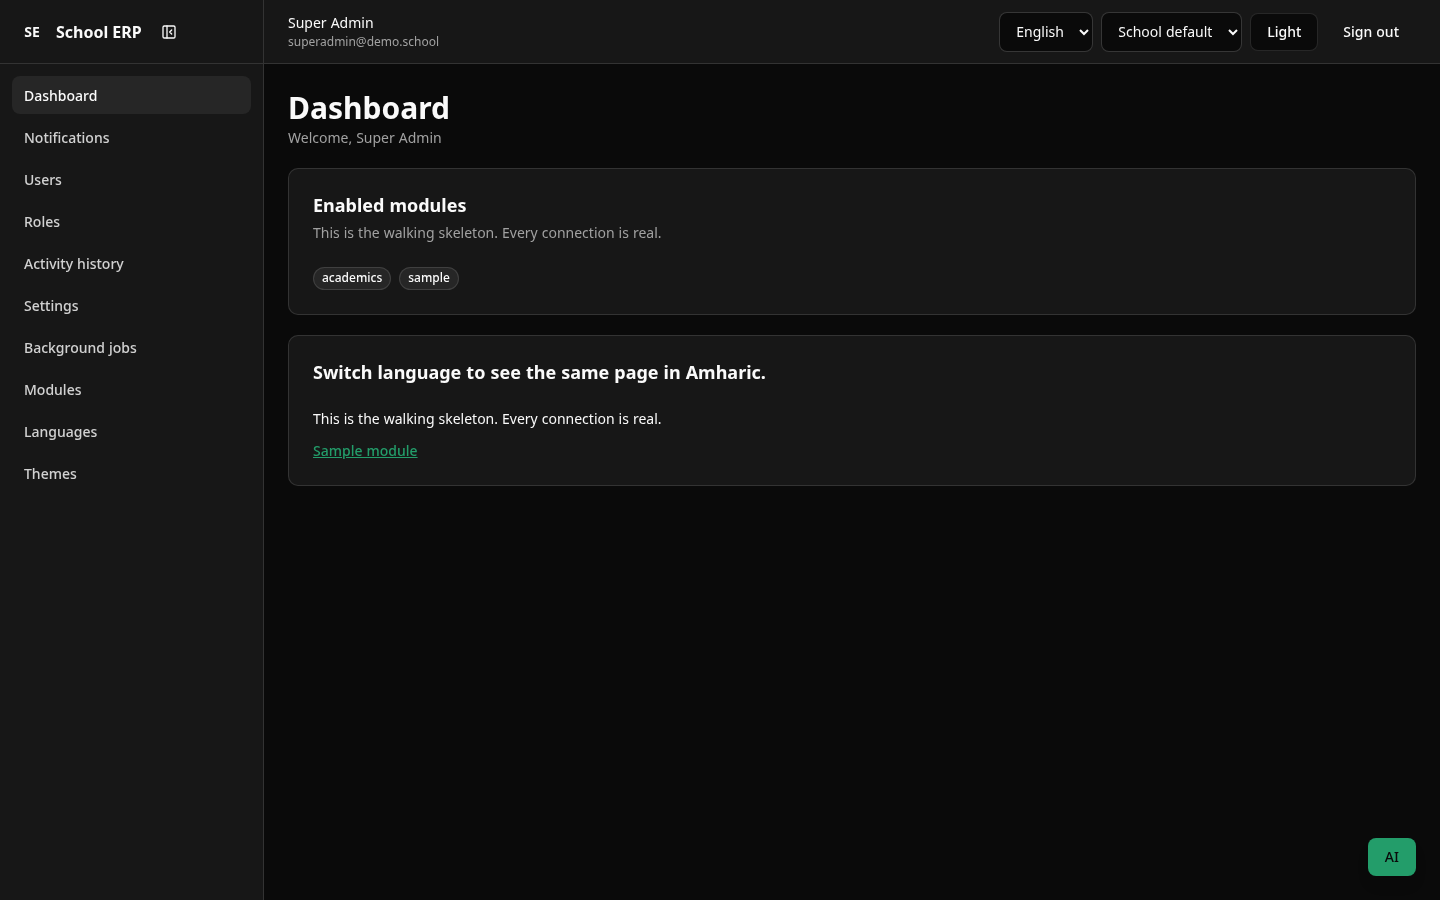 SE School ERP
Super Admin
superadmin@demo.school
English
School default
Light
Sign out
Dashboard
Notifications
Users
Roles
Activity history
Settings
Background jobs
Modules
Languages
Themes
Dashboard
Welcome, Super Admin
Enabled modules
This is the walking skeleton. Every connection is real.
academics
sample
Switch language to see the same page in Amharic.
This is the walking skeleton. Every connection is real.
Sample module
AI